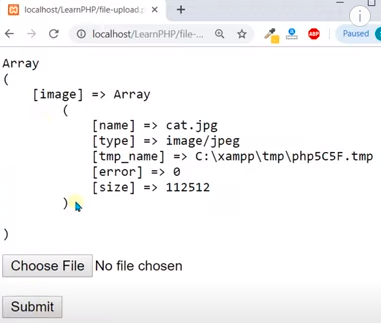 localhost/LearnPHP/file-upload.p
localhost/LearnPHP/file-...
ABP
Paused
Array
(
[image] => Array
(
[name] => cat.jpg
[type] => image/jpeg
[tmp_name] => C:\xampp\tmp\php5C5F.tmp
[error] => 0
[size] => 112512
)
)
Choose File No file chosen
Submit